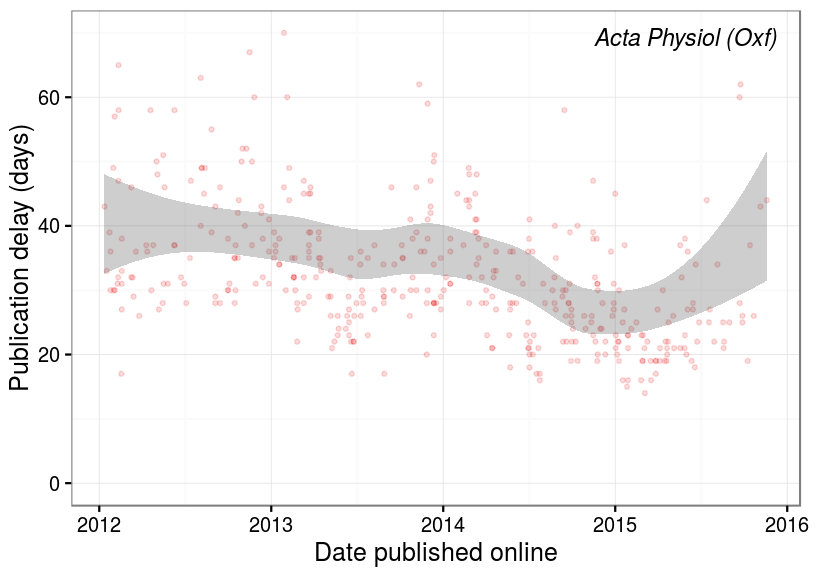 Acta Physiol (Oxf)
Publication delay (days)
60
40
20
0
2012 2013 2014 2015 2016
Date published online